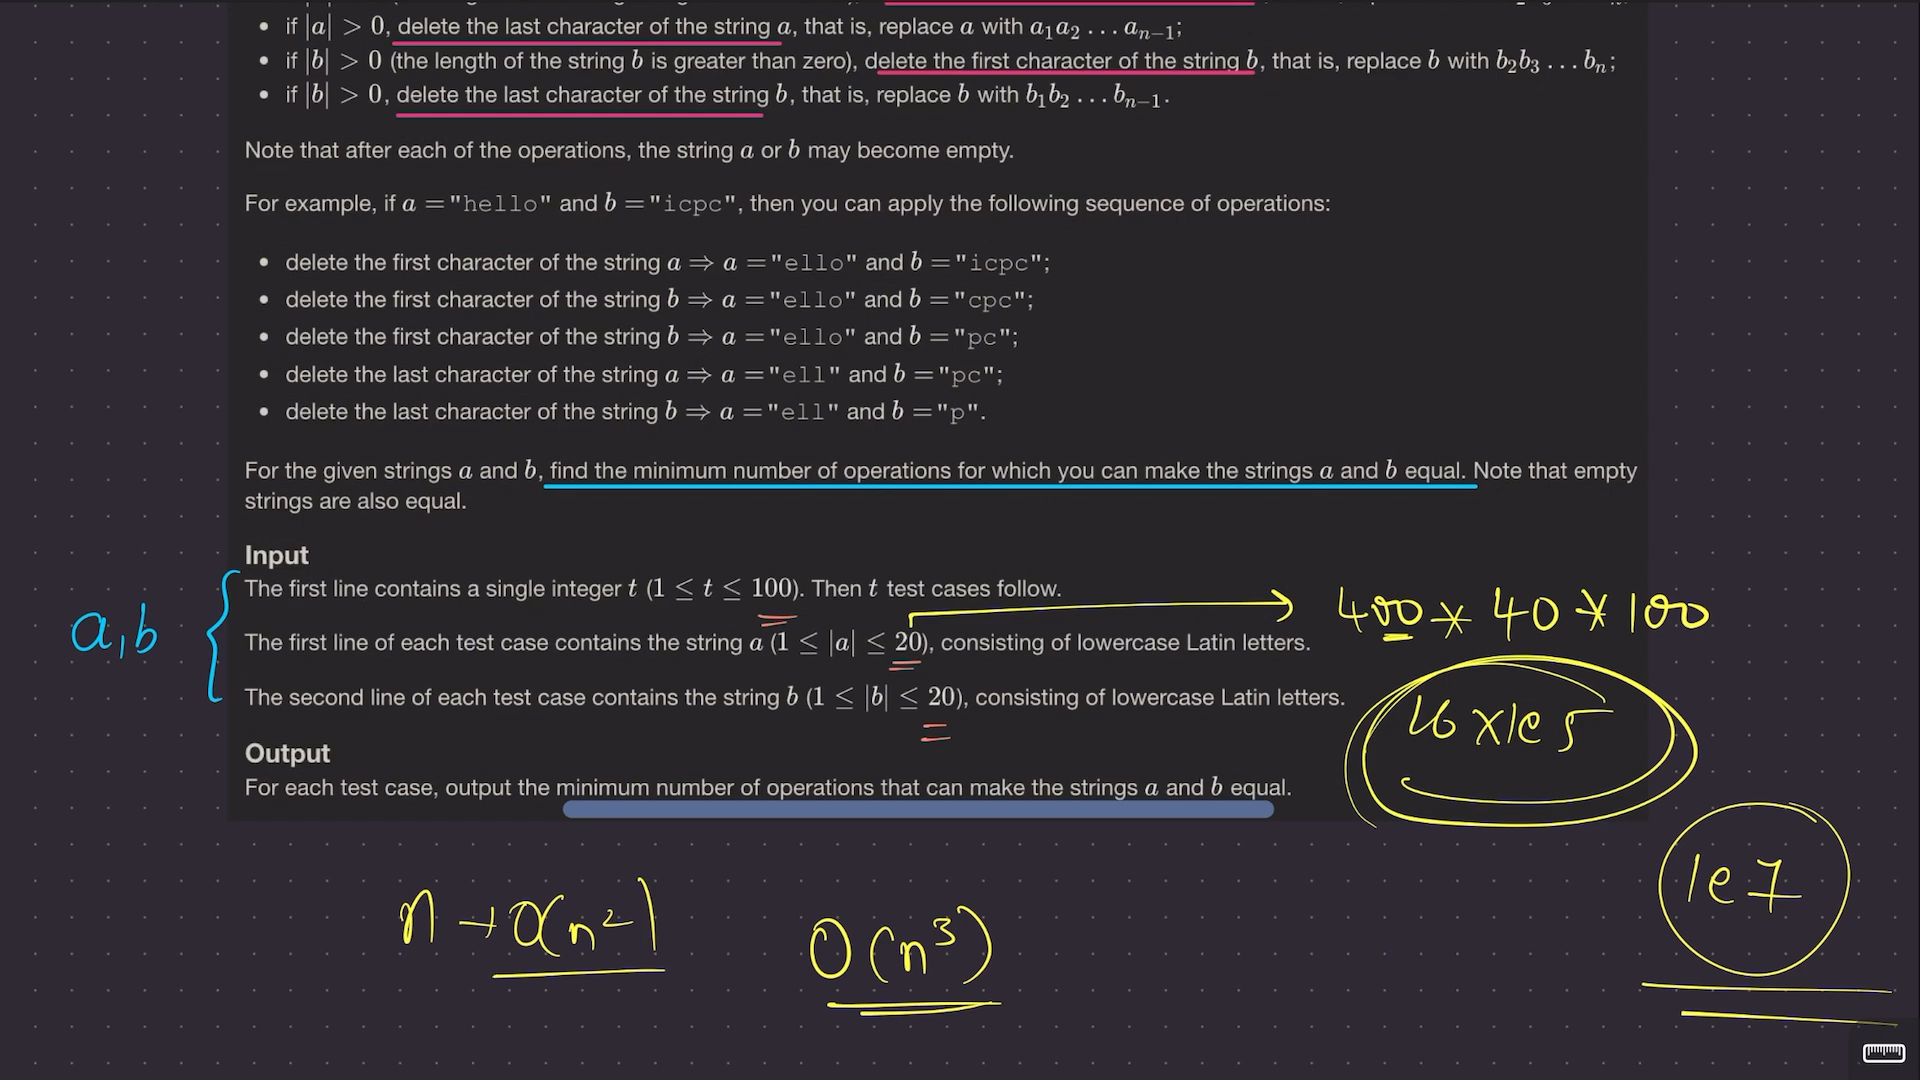 • if |a| > 0, delete the last character of the string a, that is, replace a with a₁a₂ … aₙ₋₁;
• if |b| > 0 (the length of the string b is greater than zero), delete the first character of the string b, that is, replace b with b₂b₃ … bₙ;
• if |b| > 0, delete the last character of the string b, that is, replace b with b₁b₂ … bₙ₋₁.
Note that after each of the operations, the string a or b may become empty.
For example, if a = "hello" and b = "icpc", then you can apply the following sequence of operations:
• delete the first character of the string a ⇒ a = "ello" and b = "icpc";
• delete the first character of the string b ⇒ a = "ello" and b = "cpc";
• delete the first character of the string b ⇒ a = "ello" and b = "pc";
• delete the last character of the string a ⇒ a = "ell" and b = "pc";
• delete the last character of the string b ⇒ a = "ell" and b = "p".
For the given strings a and b, find the minimum number of operations for which you can make the strings a and b equal. Note that empty
strings are also equal.
Input
The first line contains a single integer t (1 ≤ t ≤ 100). Then t test cases follow.
a,b
400 * 40 * 100
The first line of each test case contains the string a (1 ≤ |a| ≤ 20), consisting of lowercase Latin letters.
The second line of each test case contains the string b (1 ≤ |b| ≤ 20), consisting of lowercase Latin letters.
16 x 1e5
Output
For each test case, output the minimum number of operations that can make the strings a and b equal.
1e7
n → O(n²)
O(n³)